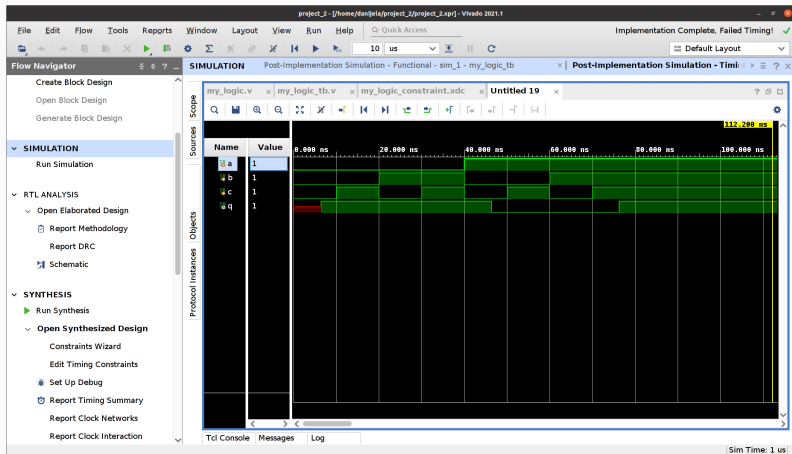 project_2 - [/home/danijela/project_2/project_2.xpr] - Vivado 2021.1
File Edit Flow Tools Reports Window Layout View Run Help Quick Access Implementation Complete, Failed Timing!
10 us Default Layout
Flow Navigator
Create Block Design
Open Block Design
Generate Block Design
SIMULATION
Run Simulation
RTL ANALYSIS
Open Elaborated Design
Report Methodology
Report DRC
Schematic
SYNTHESIS
Run Synthesis
Open Synthesized Design
Constraints Wizard
Edit Timing Constraints
Set Up Debug
Report Timing Summary
Report Clock Networks
Report Clock Interaction
SIMULATION Post-Implementation Simulation - Functional - sim_1 - my_logic_tb Post-Implementation Simulation - Timi
Scope
Sources
Objects
Protocol Instances
my_logic.v my_logic_tb.v my_logic_constraint.xdc Untitled 19
112.200 ns
Name Value 0.000 ns 20.000 ns 40.000 ns 60.000 ns 80.000 ns 100.000 ns
a 1
b 1
c 1
q 1
Tcl Console Messages Log
Sim Time: 1 us